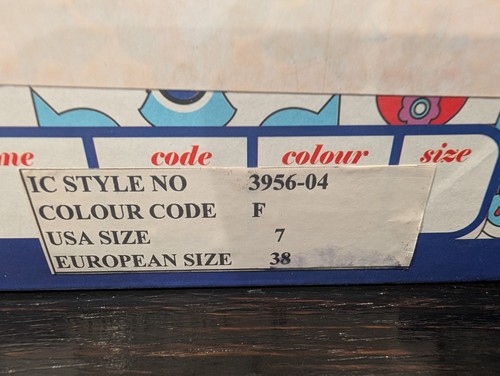 me code colour size
IC STYLE NO 3956-04
COLOUR CODE F
USA SIZE 7
EUROPEAN SIZE 38